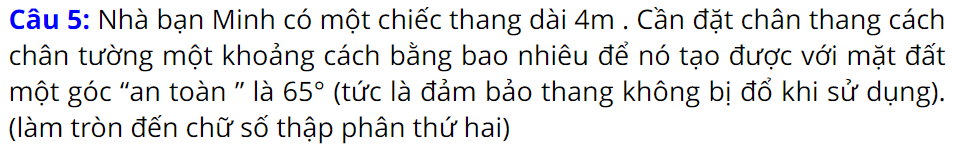 Câu 5: Nhà bạn Minh có một chiếc thang dài 4m . Cần đặt chân thang cách
chân tường một khoảng cách bằng bao nhiêu để nó tạo được với mặt đất
một góc “an toàn ” là 65° (tức là đảm bảo thang không bị đổ khi sử dụng).
(làm tròn đến chữ số thập phân thứ hai)